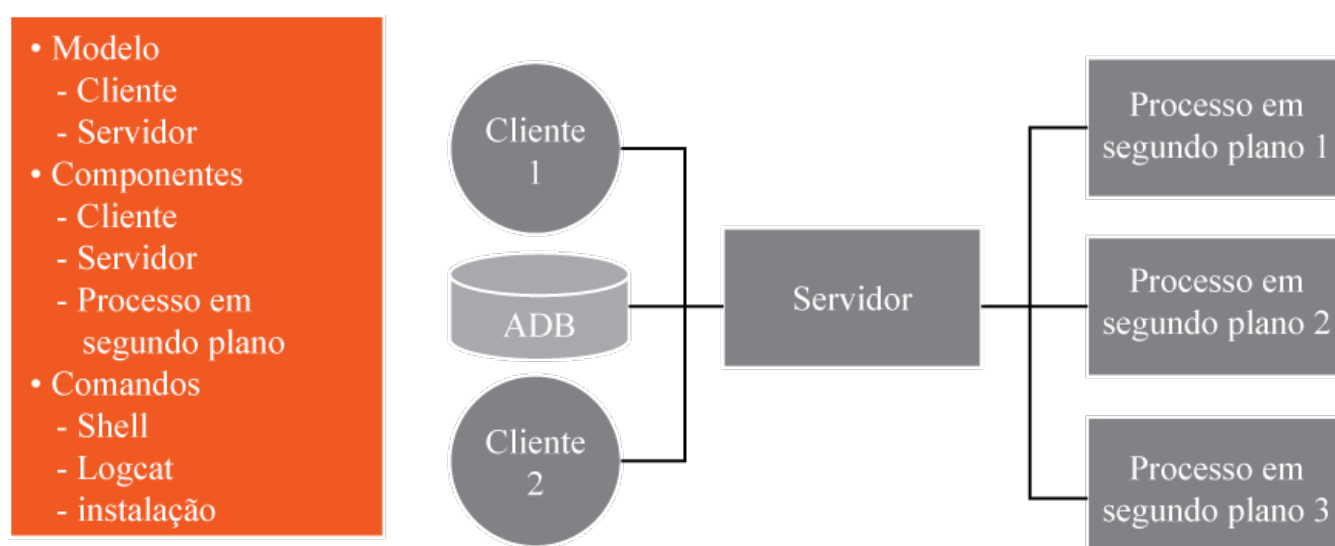 • Modelo
- Cliente
- Servidor
• Componentes
- Cliente
- Servidor
- Processo em
segundo plano
• Comandos
- Shell
- Logcat
- instalação
Cliente
1
ADB
Cliente
2
Servidor
Processo em
segundo plano 1
Processo em
segundo plano 2
Processo em
segundo plano 3